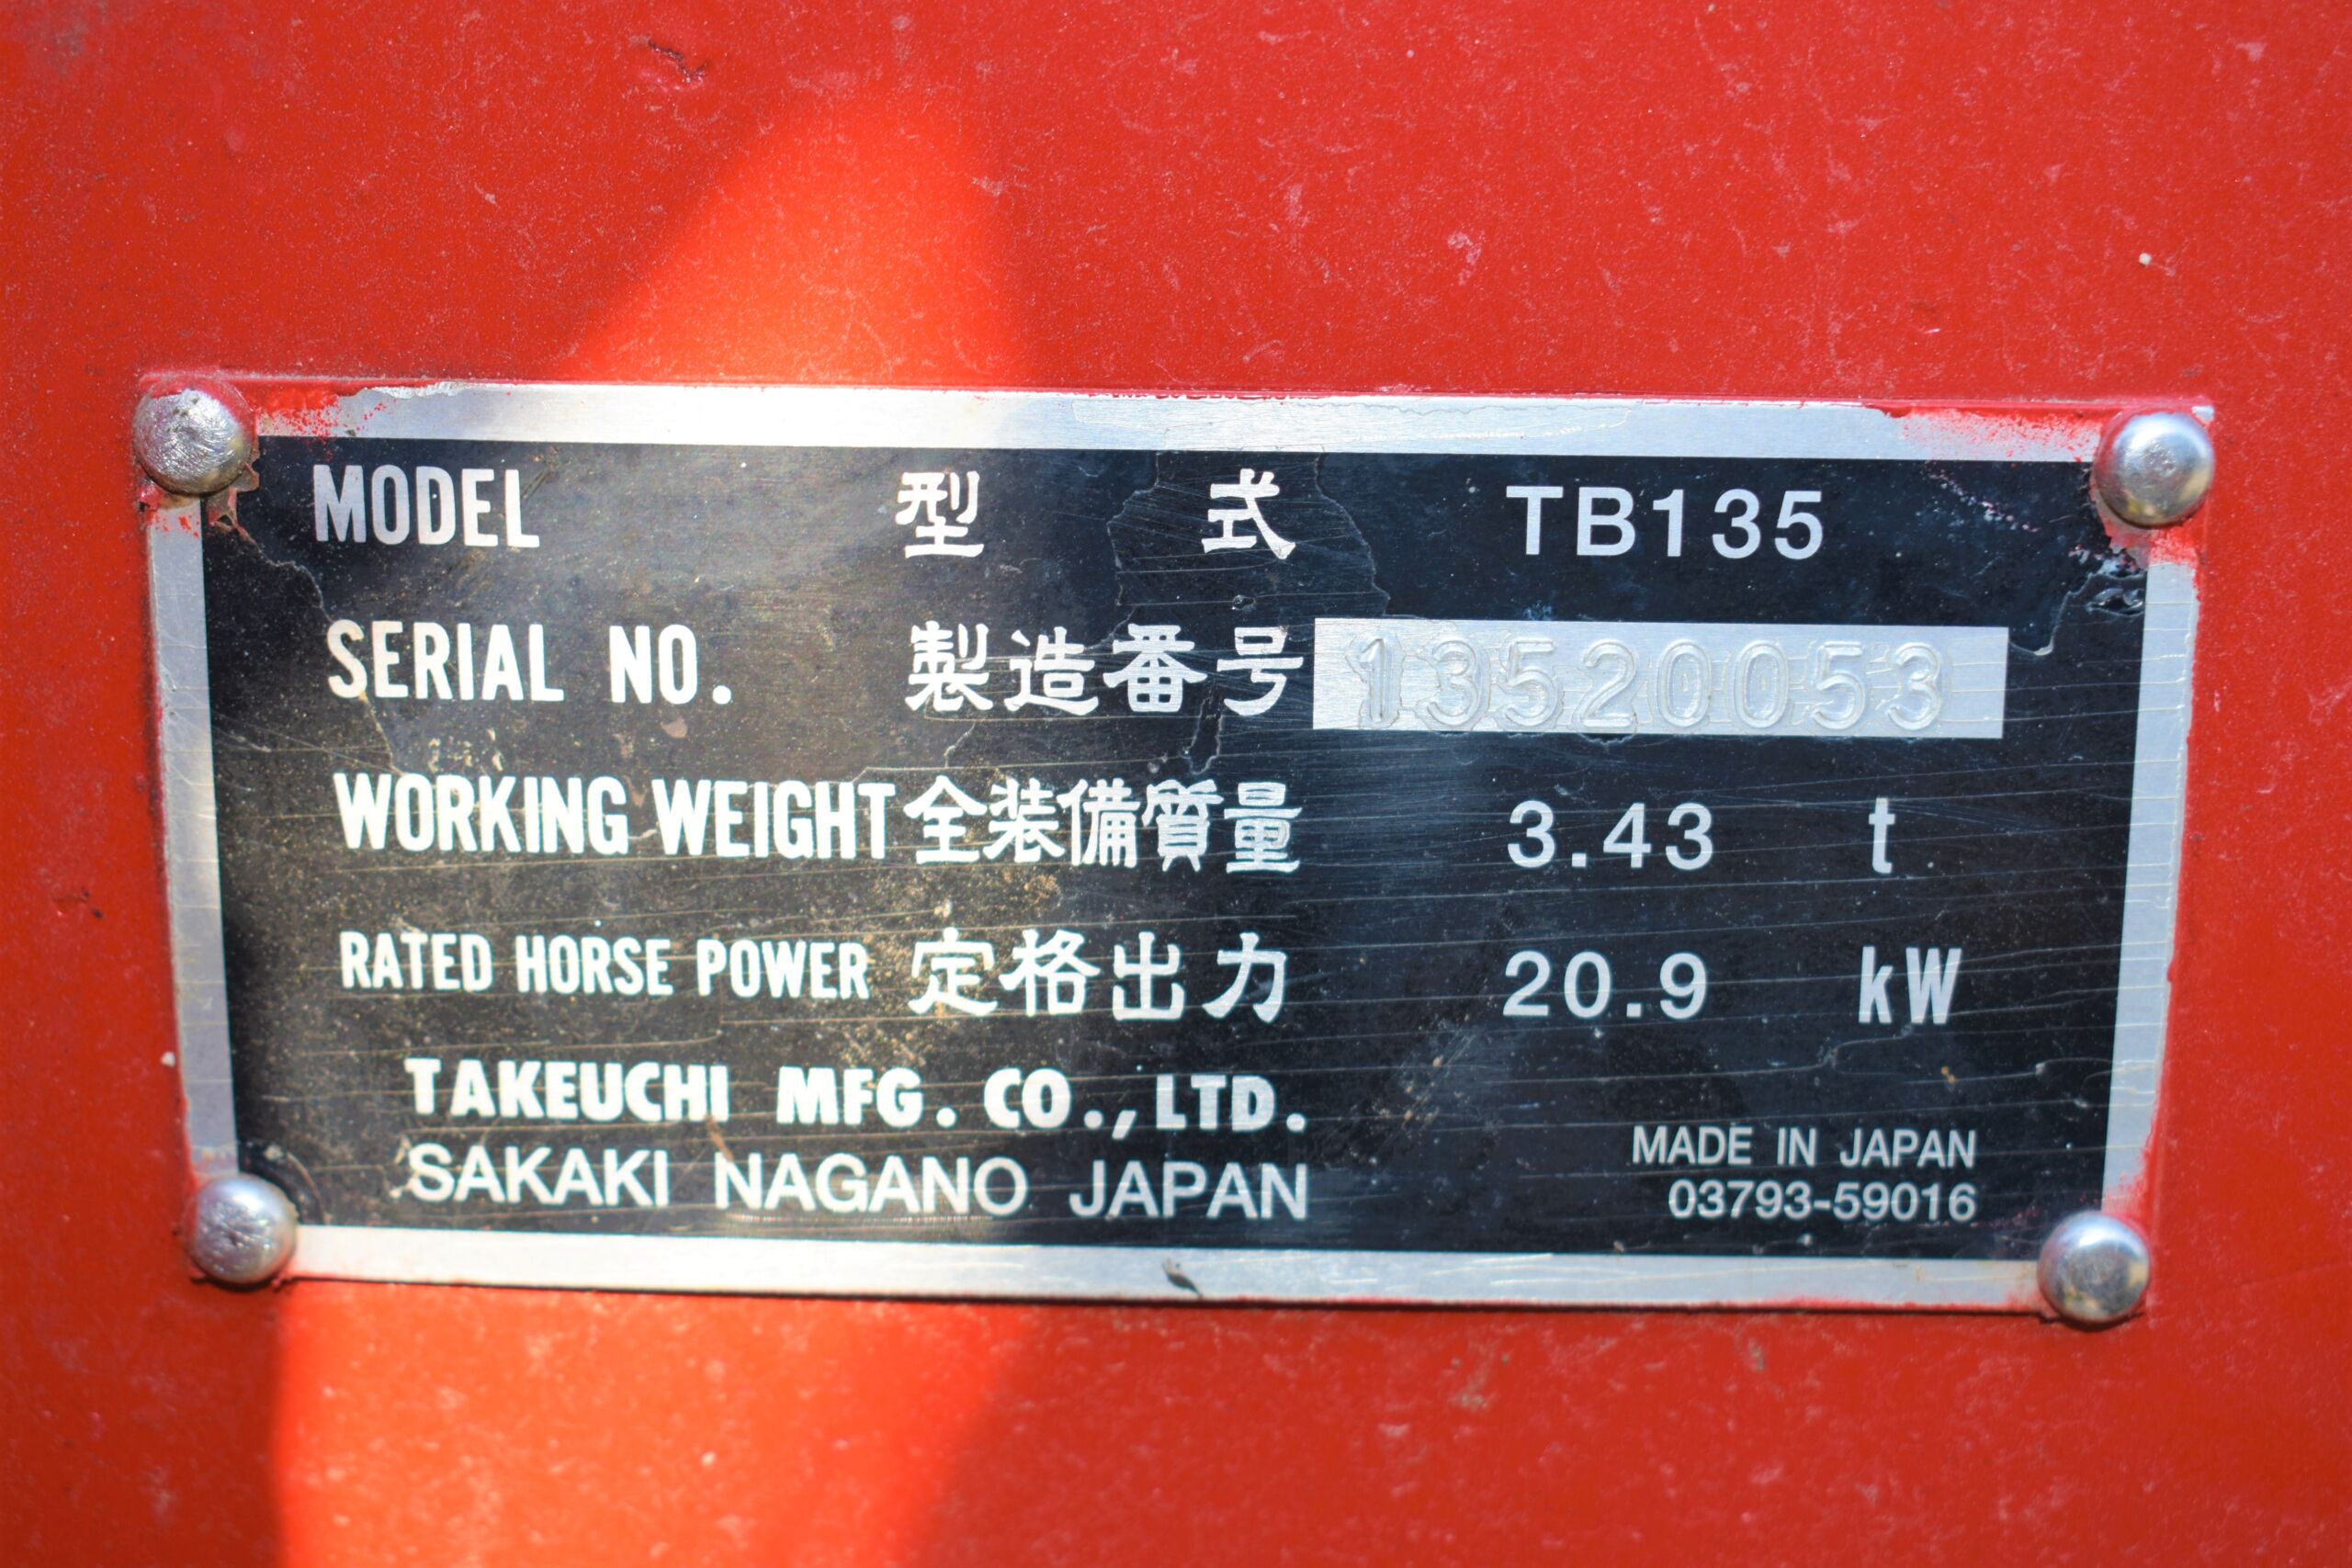 MODEL 型式 TB135
SERIAL NO. 製造番号 13520053
WORKING WEIGHT 全装備質量 3.43 t
RATED HORSE POWER 定格出力 20.9 kW
TAKEUCHI MFG. CO., LTD.
SAKAKI NAGANO JAPAN
MADE IN JAPAN
03793-59016